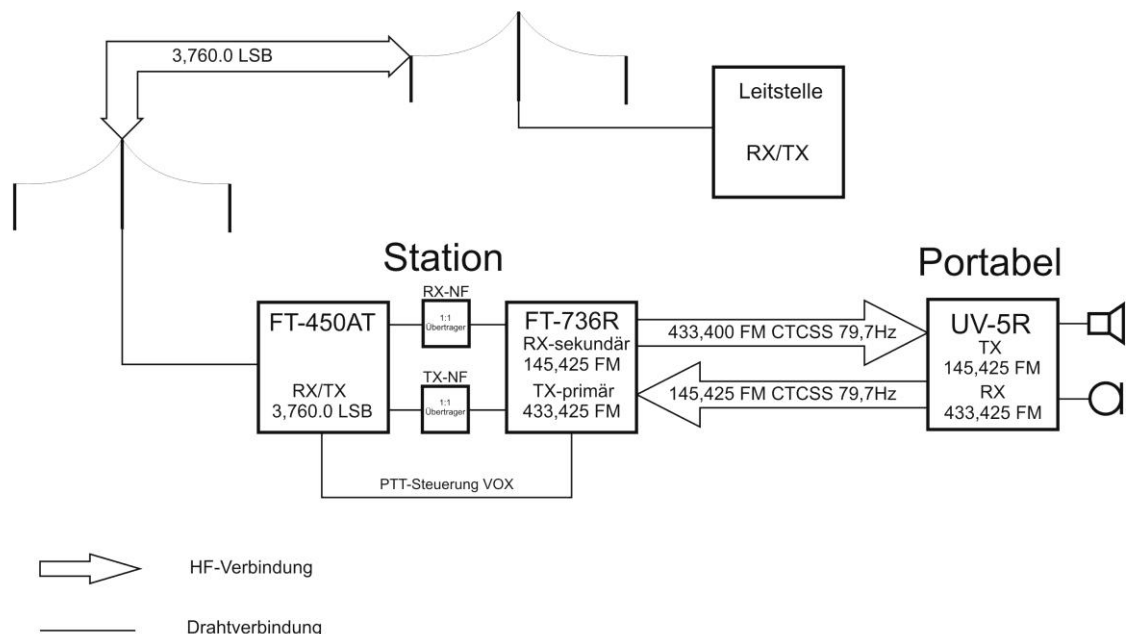 3,760.0 LSB
Leitstelle
RX/TX
Station
Portabel
FT-450AT
RX/TX
3,760.0 LSB
RX-NF
1:1
Übertrager
TX-NF
1:1
Übertrager
FT-736R
RX-sekundär
145,425 FM
TX-primär
433,425 FM
433,400 FM CTCSS 79,7Hz
145,425 FM CTCSS 79,7Hz
UV-5R
TX
145,425 FM
RX
433,425 FM
PTT-Steuerung VOX
HF-Verbindung
Drahtverbindung